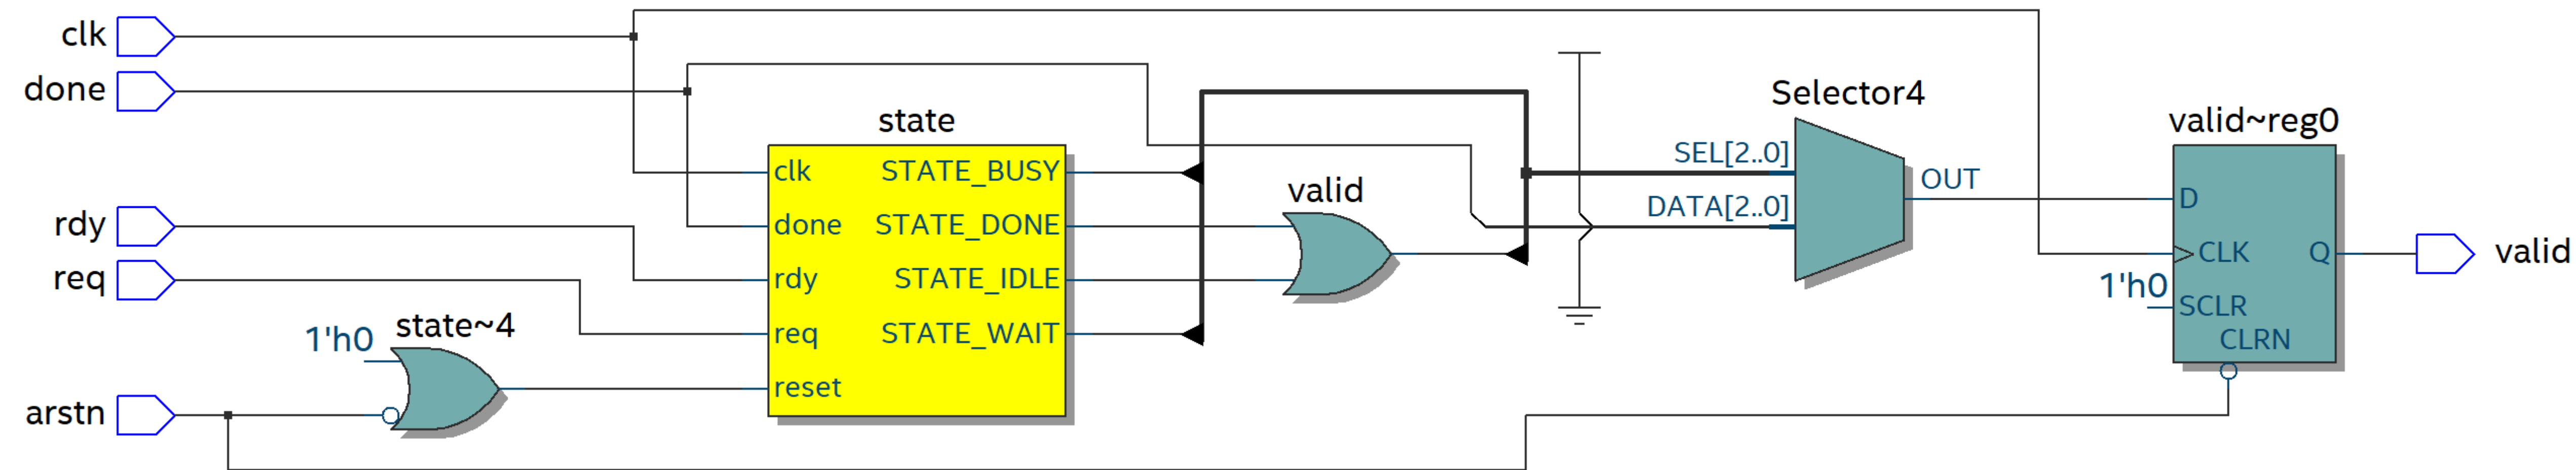 clk
done
rdy
req
1'h0
state~4
arstn
state
clk
done
rdy
req
reset
STATE_BUSY
STATE_DONE
STATE_IDLE
STATE_WAIT
valid
Selector4
SEL[2..0]
DATA[2..0]
OUT
valid~reg0
D
CLK
1'h0
SCLR
CLRN
Q
valid